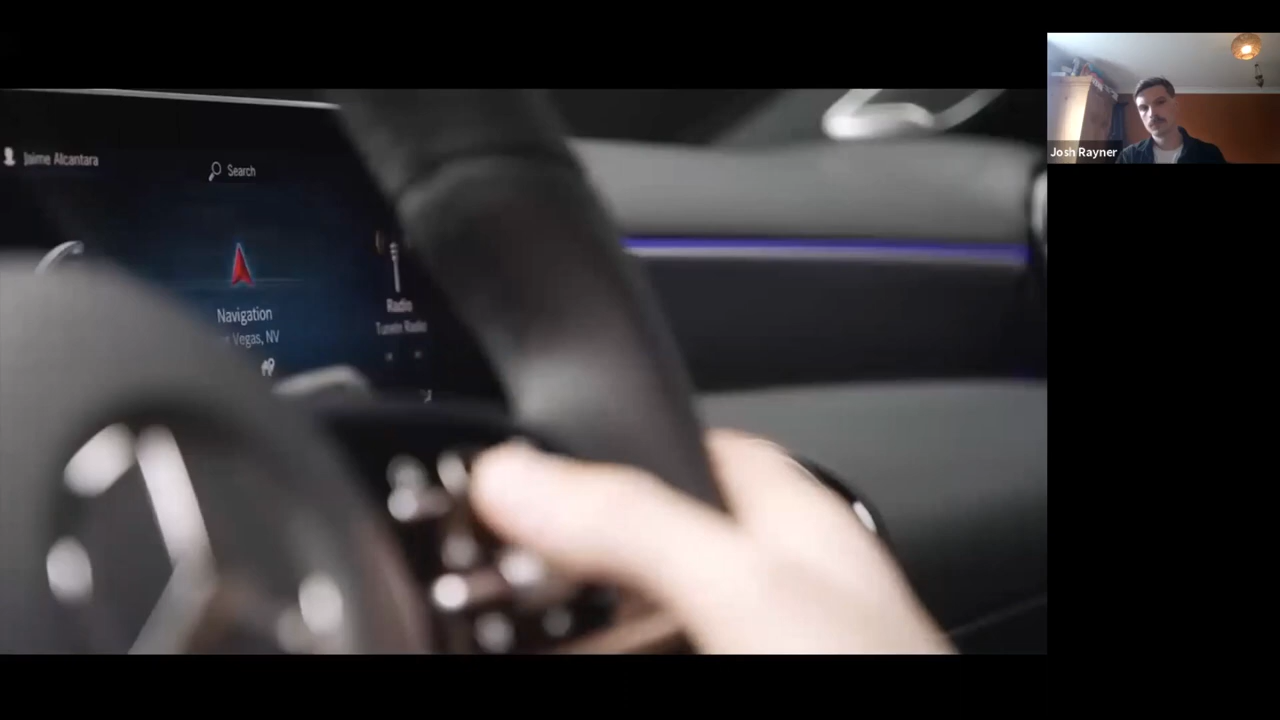 Jaime Alcantara
Search
Navigation
Vegas, NV
Radio
TuneIn Radio
Josh Rayner